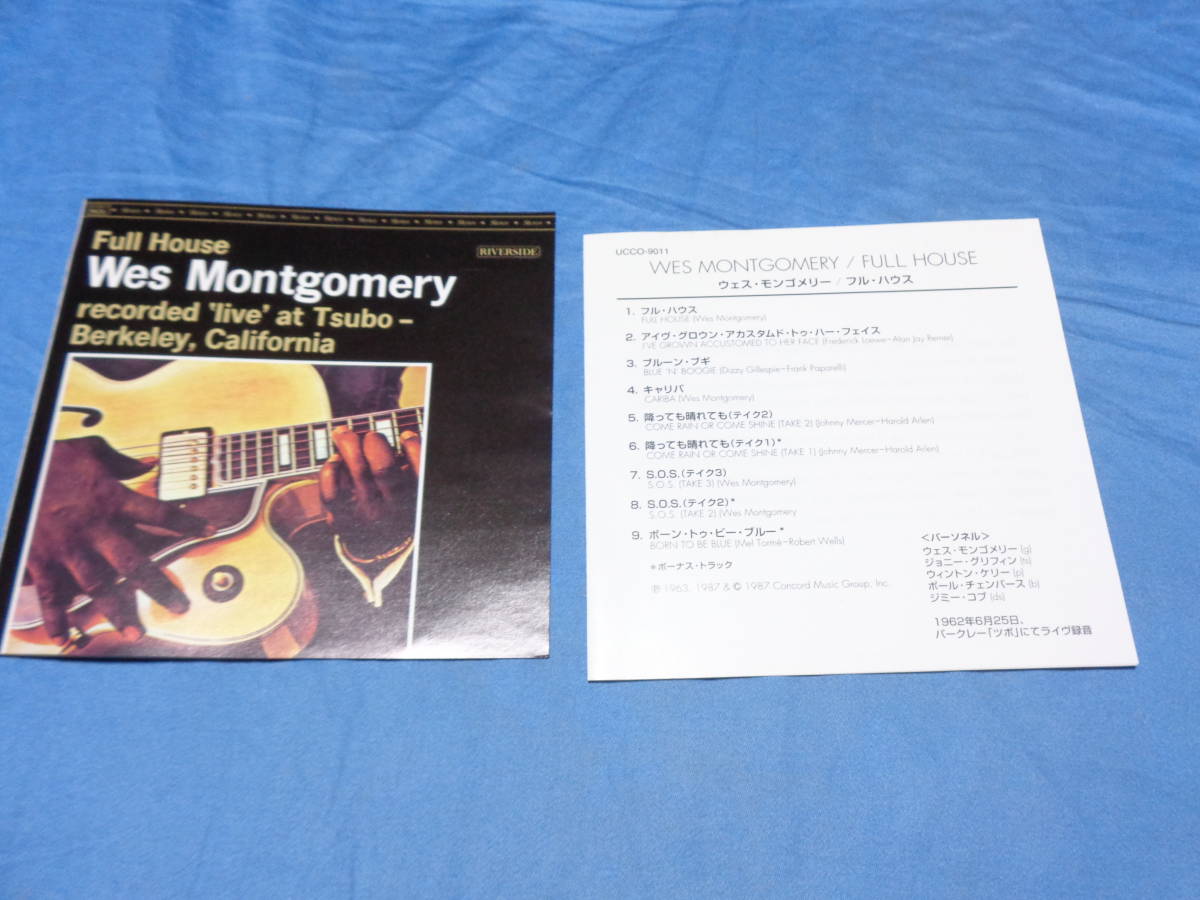 Full House
RIVERSIDE
Wes Montgomery
recorded 'live' at Tsubo –
Berkeley, California
UCCO-9011
WES MONTGOMERY / FULL HOUSE
ウェス・モンゴメリー / フル・ハウス
1. フル・ハウス
FULL HOUSE (Wes Montgomery)
2. アイヴ・グロウン・アカスタムド・トゥ・ハー・フェイス
I'VE GROWN ACCUSTOMED TO HER FACE (Frederick Loewe–Alan Jay Rerner)
3. ブルーン・ブギ
BLUE 'N' BOOGIE (Dizzy Gillespie–Frank Paparelli)
4. キャリバ
CARIBA (Wes Montgomery)
5. 降っても晴れても(テイク2)
COME RAIN OR COME SHINE (TAKE 2) (Johnny Mercer–Harold Arlen)
6. 降っても晴れても(テイク1)*
COME RAIN OR COME SHINE (TAKE 1) (Johnny Mercer–Harold Arlen)
7. S.O.S.(テイク3)
S.O.S. (TAKE 3) (Wes Montgomery)
8. S.O.S.(テイク2)*
S.O.S. (TAKE 2) (Wes Montgomery
9. ボーン・トゥ・ビー・ブルー*
BORN TO BE BLUE (Mel Tormé–Robert Wells)
*ボーナス・トラック
℗ 1963, 1987 & © 1987 Concord Music Group, Inc.
<パーソネル>
ウェス・モンゴメリー (g)
ジョニー・グリフィン (ts)
ウィントン・ケリー (p)
ポール・チェンバース (b)
ジミー・コブ (ds)
1962年6月25日、
バークレー「ツボ」にてライヴ録音